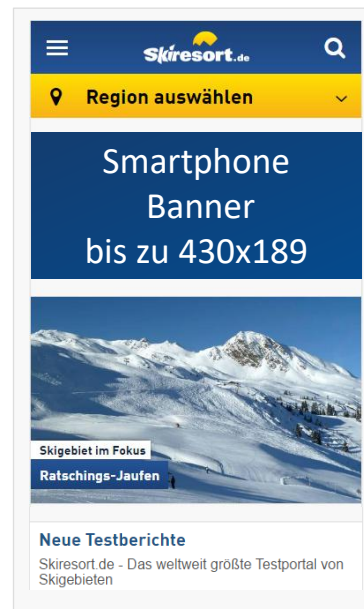 Skiresort.de
Region auswählen
Smartphone
Banner
bis zu 430x189
Skigebiet im Fokus
Ratschings-Jaufen
Neue Testberichte
Skiresort.de - Das weltweit größte Testportal von
Skigebieten